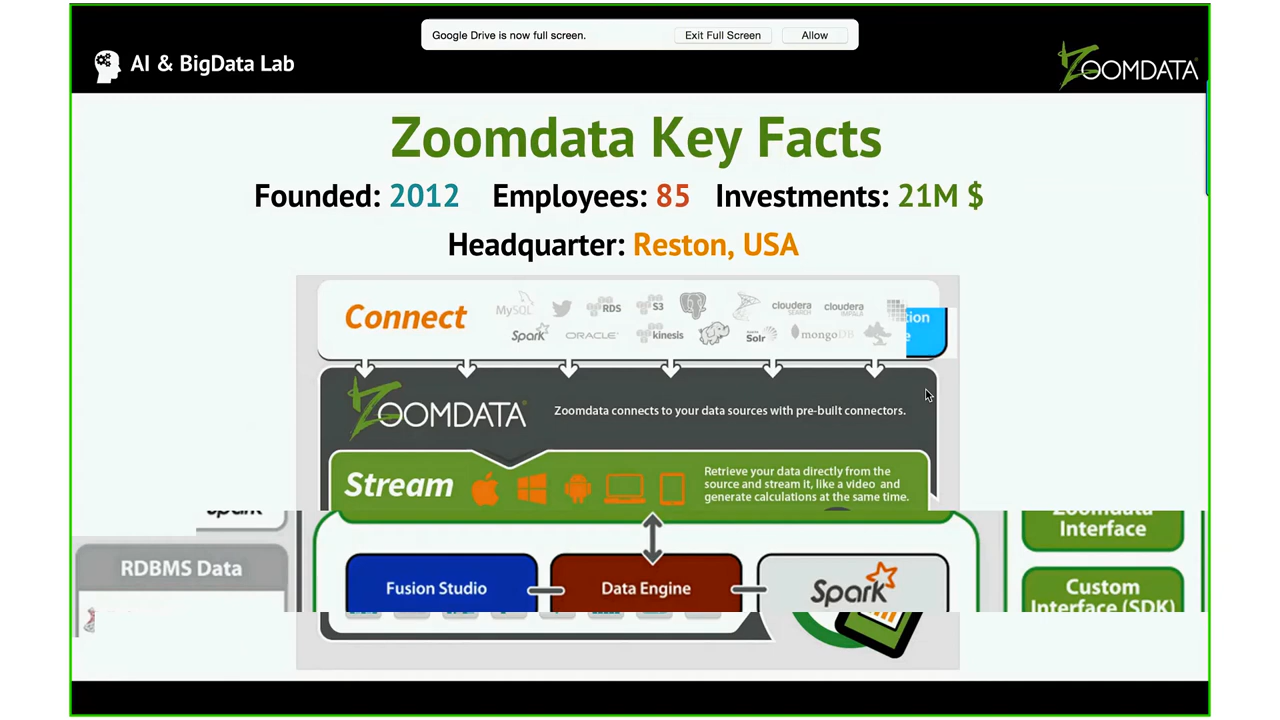 Google Drive is now full screen.
Exit Full Screen
Allow
AI & BigData Lab
ZOOMDATA
Zoomdata Key Facts
Founded: 2012 Employees: 85 Investments: 21M $
Headquarter: Reston, USA
Connect
MySQL
RDS
S3
cloudera SEARCH
cloudera IMPALA
Spark
ORACLE
kinesis
Solr
mongoDB
ZOOMDATA
Zoomdata connects to your data sources with pre-built connectors.
Stream
Retrieve your data directly from the
source and stream it, like a video and
generate calculations at the same time.
Spark
Zoomdata
Interface
RDBMS Data
Fusion Studio
Data Engine
Spark
Custom
Interface (SDK)